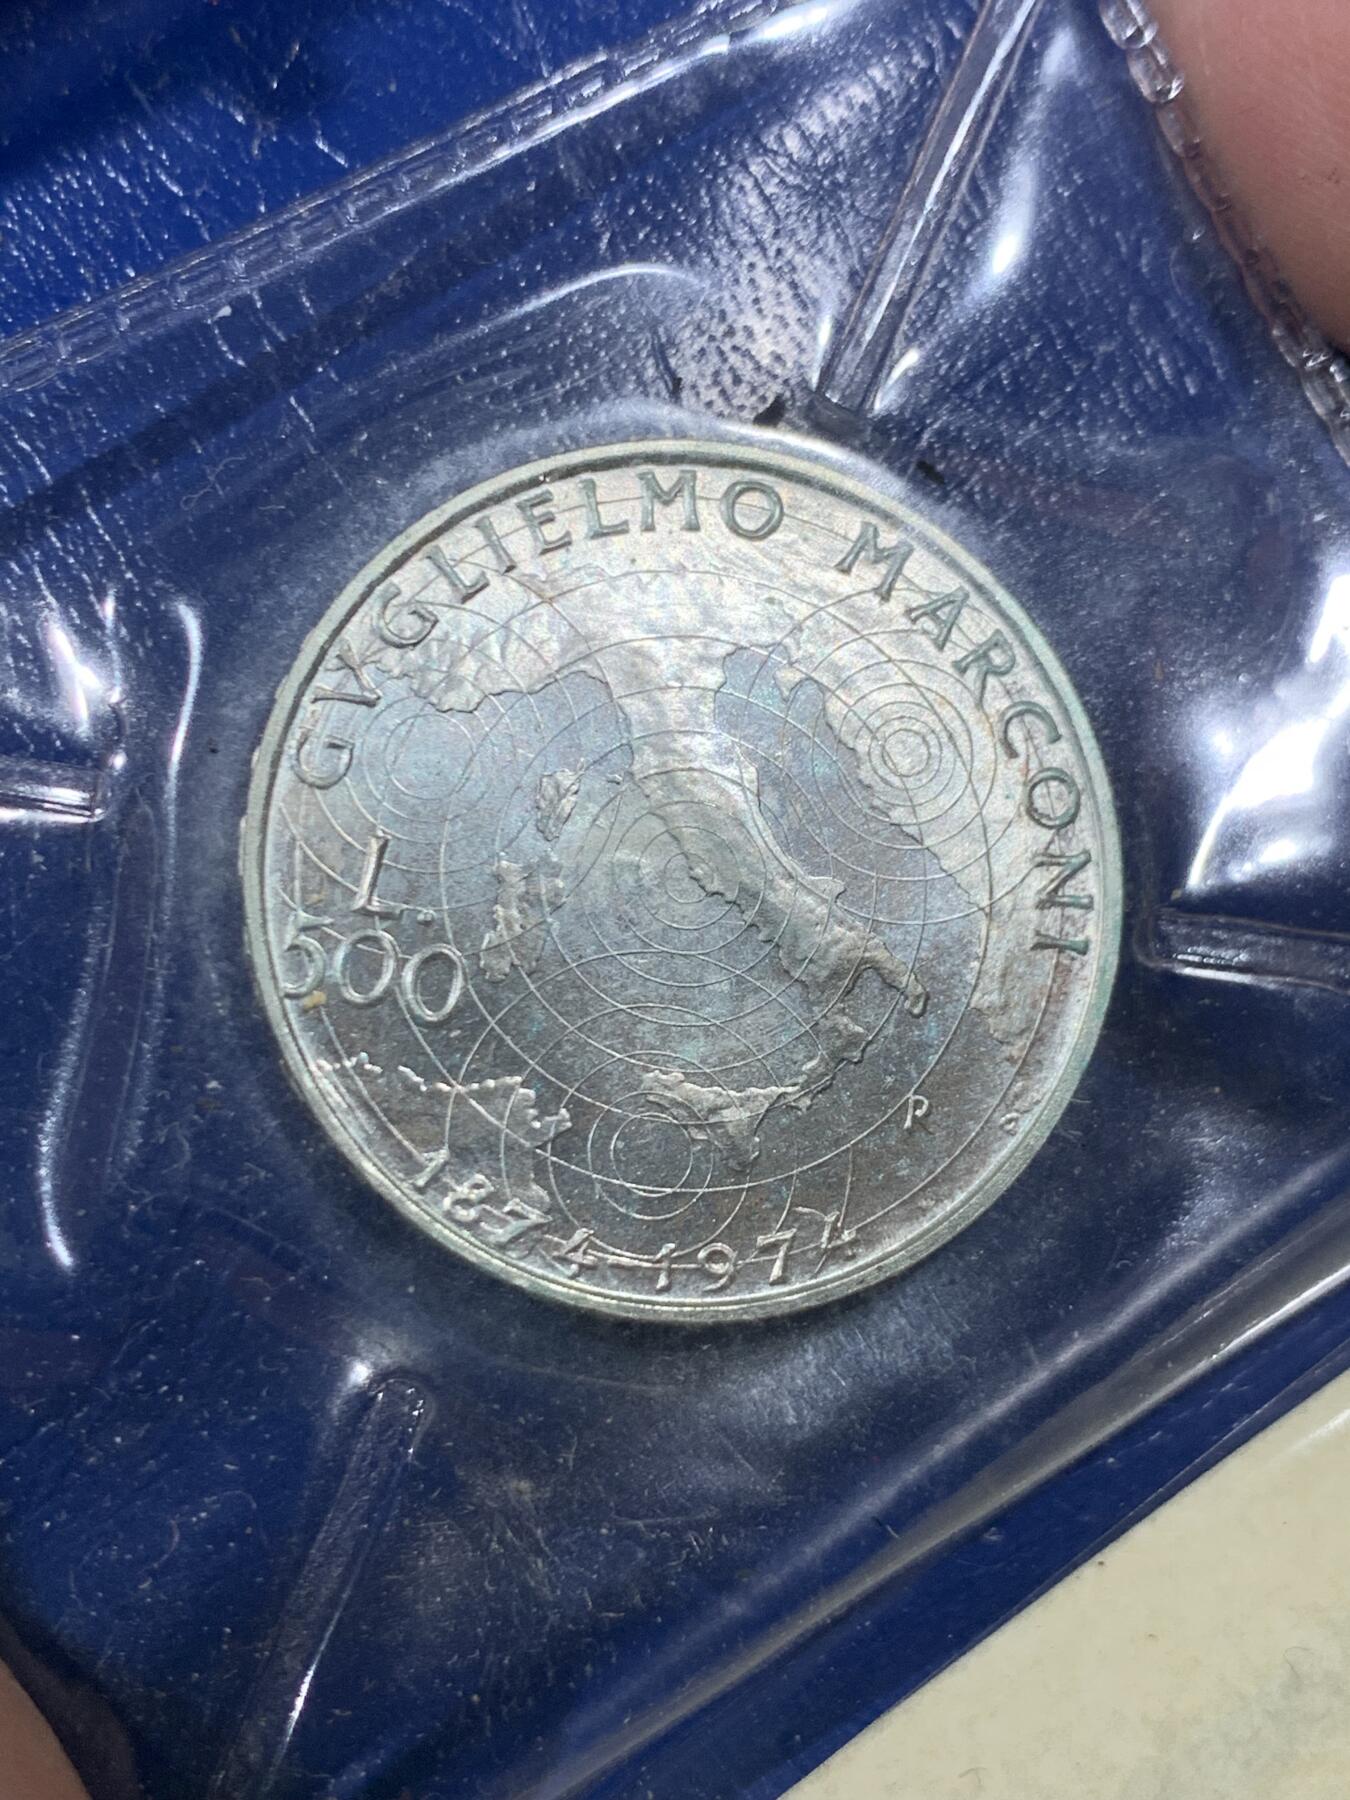 GVGLIELMO MARCONI
L.
500
R
1874-1974